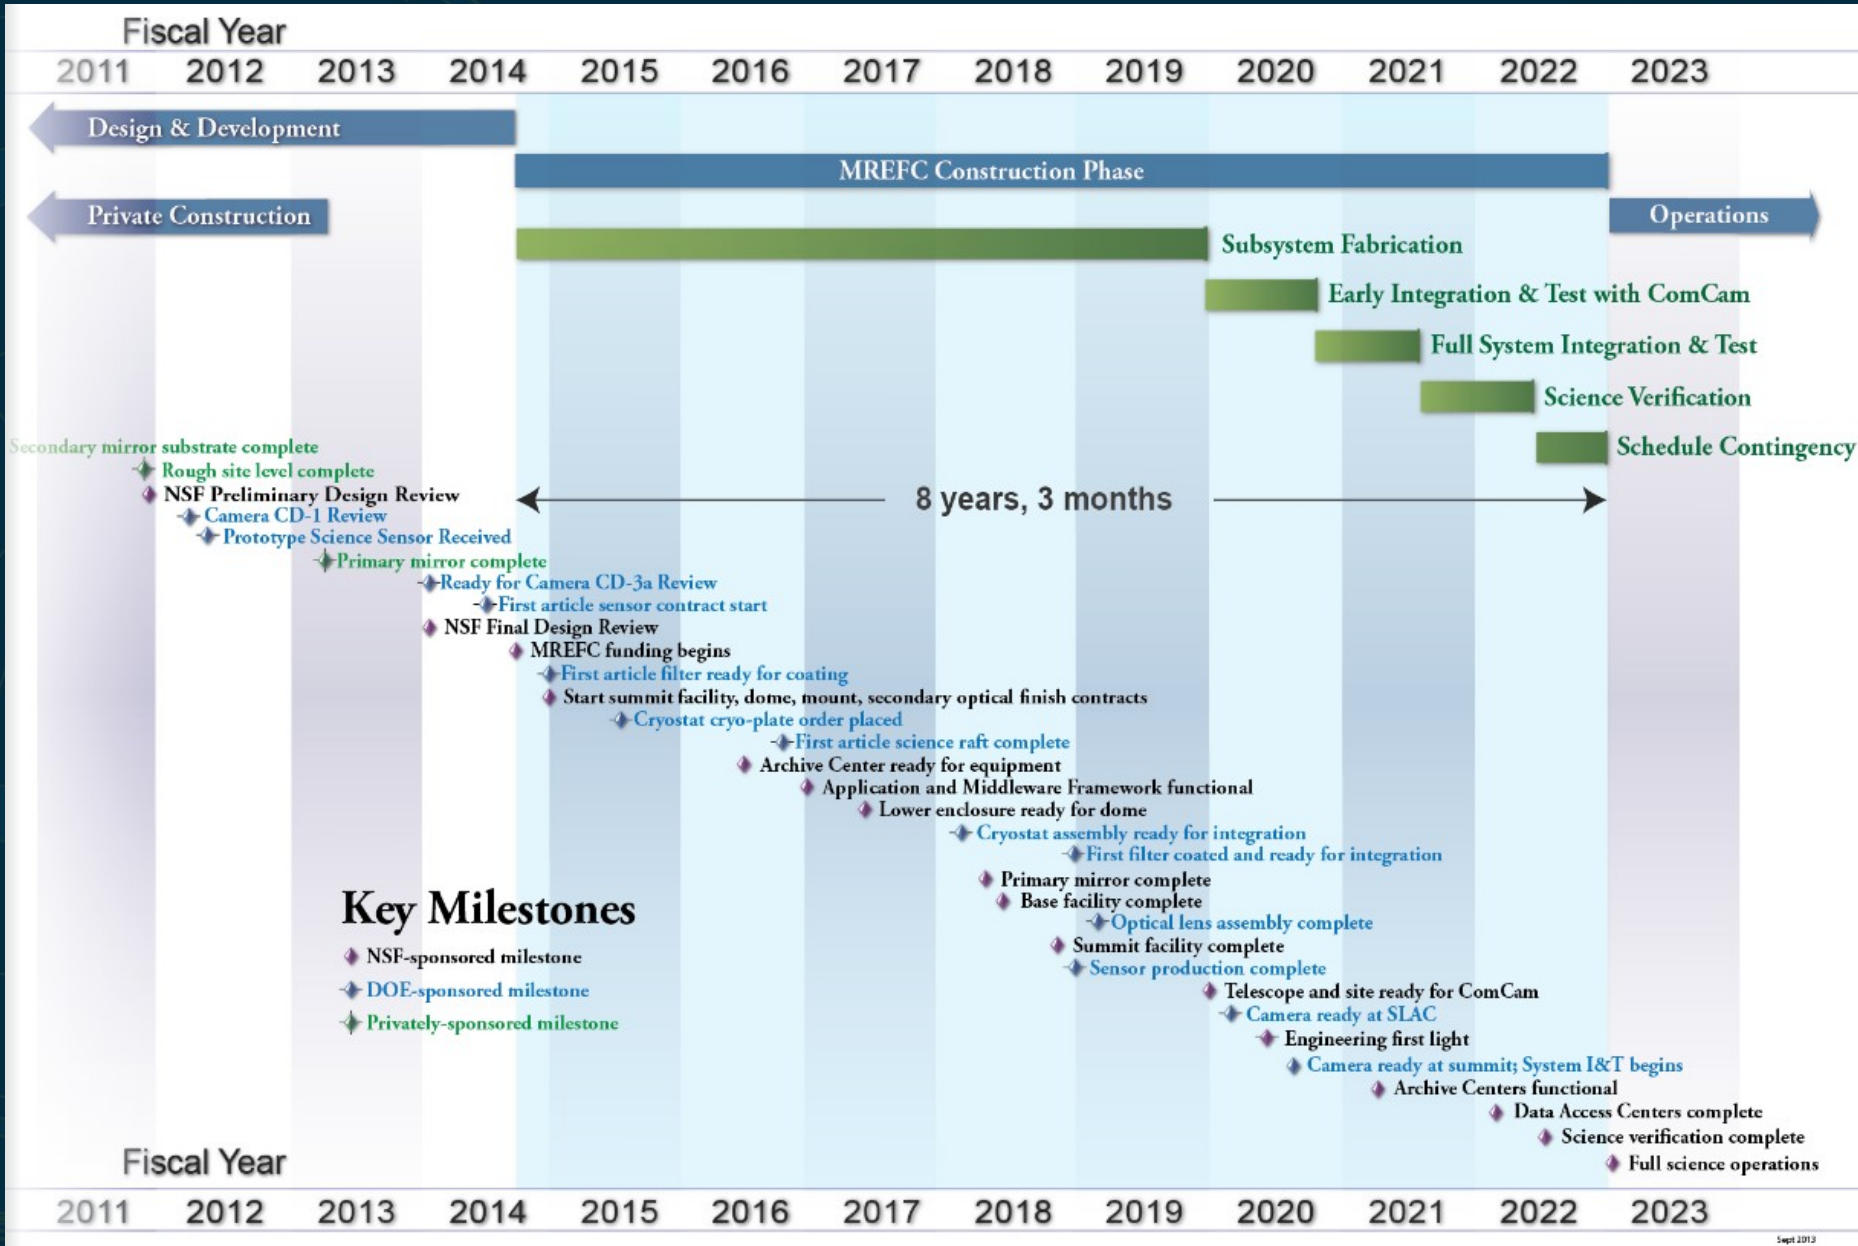 Fiscal Year
2011 2012 2013 2014 2015 2016 2017 2018 2019 2020 2021 2022 2023
Design & Development
MREFC Construction Phase
Private Construction
Operations
Subsystem Fabrication
Early Integration & Test with ComCam
Full System Integration & Test
Science Verification
Schedule Contingency
Secondary mirror substrate complete
Rough site level complete
NSF Preliminary Design Review
8 years, 3 months
Camera CD-1 Review
Prototype Science Sensor Received
Primary mirror complete
Ready for Camera CD-3a Review
First article sensor contract start
NSF Final Design Review
MREFC funding begins
First article filter ready for coating
Start summit facility, dome, mount, secondary optical finish contracts
Cryostat cryo-plate order placed
First article science raft complete
Archive Center ready for equipment
Application and Middleware Framework functional
Lower enclosure ready for dome
Cryostat assembly ready for integration
First filter coated and ready for integration
Primary mirror complete
Base facility complete
Optical lens assembly complete
Summit facility complete
Sensor production complete
Telescope and site ready for ComCam
Camera ready at SLAC
Engineering first light
Camera ready at summit; System I&T begins
Archive Centers functional
Data Access Centers complete
Science verification complete
Full science operations
Key Milestones
NSF-sponsored milestone
DOE-sponsored milestone
Privately-sponsored milestone
Fiscal Year
2011 2012 2013 2014 2015 2016 2017 2018 2019 2020 2021 2022 2023
Sept 2013